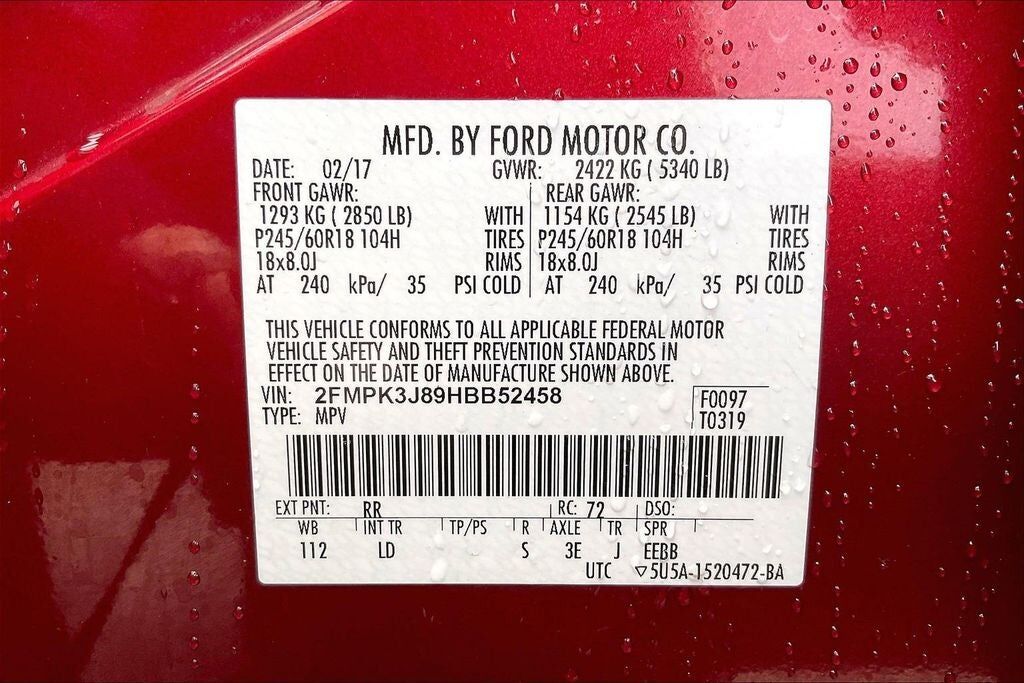 MFD. BY FORD MOTOR CO.
DATE: 02/17 GVWR: 2422 KG ( 5340 LB)
FRONT GAWR: REAR GAWR:
1293 KG ( 2850 LB) WITH 1154 KG ( 2545 LB) WITH
P245/60R18 104H TIRES P245/60R18 104H TIRES
18x8.0J RIMS 18x8.0J RIMS
AT 240 kPa/ 35 PSI COLD AT 240 kPa/ 35 PSI COLD
THIS VEHICLE CONFORMS TO ALL APPLICABLE FEDERAL MOTOR
VEHICLE SAFETY AND THEFT PREVENTION STANDARDS IN
EFFECT ON THE DATE OF MANUFACTURE SHOWN ABOVE.
VIN: 2FMPK3J89HBB52458 F0097
TYPE: MPV T0319
EXT PNT: RR RC: 72 DSO:
WB INT TR TP/PS R AXLE TR SPR
112 LD S 3E J EEBB
UTC ▽5U5A-1520472-BA